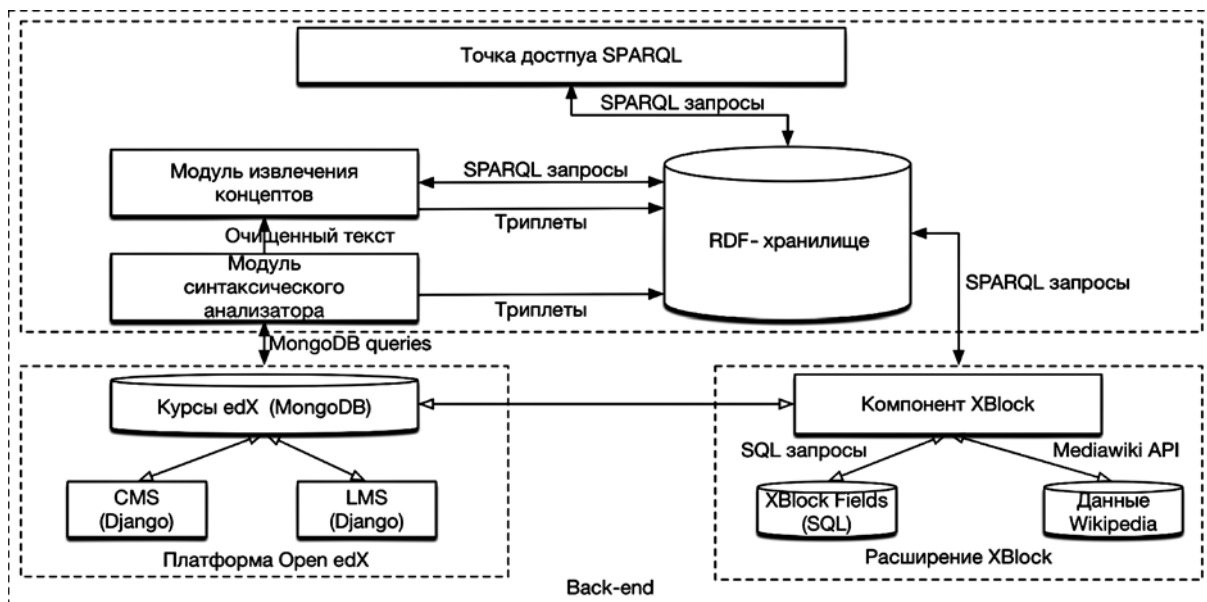 Точка достпуа SPARQL
SPARQL запросы
Модуль извлечения
концептов
SPARQL запросы
Триплеты
RDF- хранилище
Очищенный текст
Модуль
синтаксического
анализатора
Триплеты
SPARQL запросы
MongoDB queries
Курсы edX (MongoDB)
Компонент XBlock
SQL запросы
Mediawiki API
CMS
(Django)
LMS
(Django)
XBlock Fields
(SQL)
Данные
Wikipedia
Платформа Open edX
Расширение XBlock
Back-end